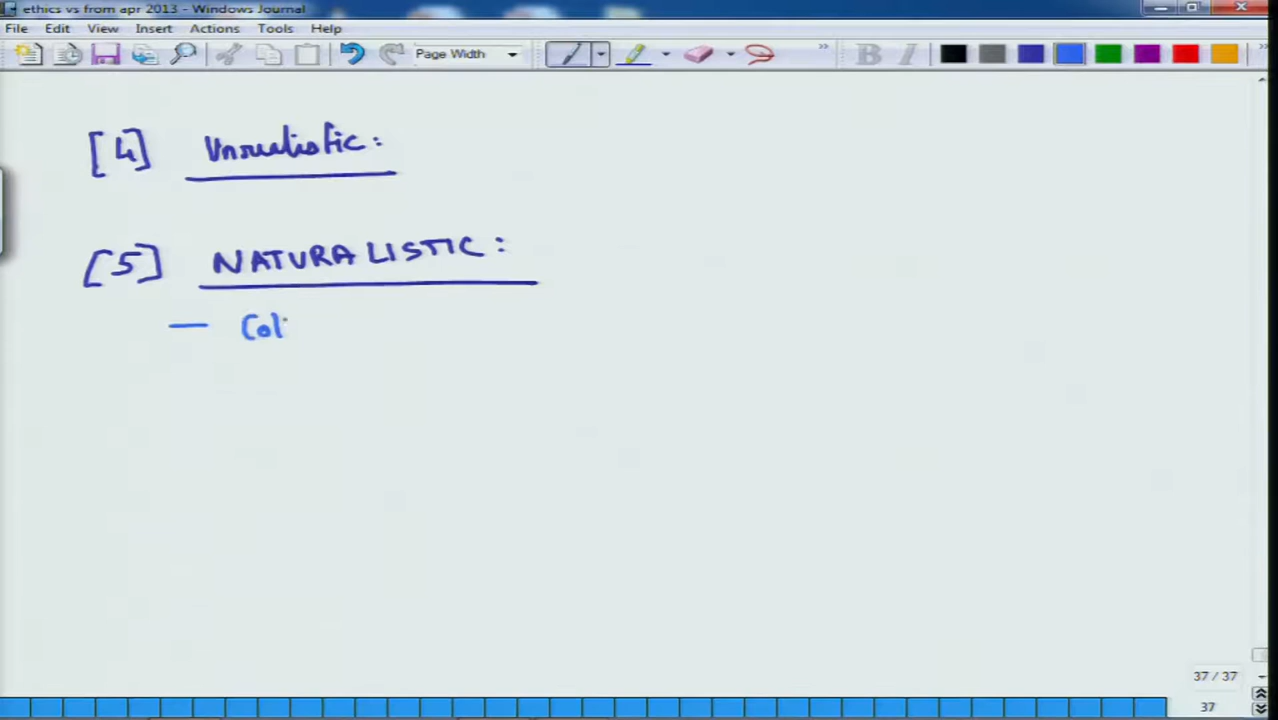 ethics vs from apr 2013 - Windows Journal
File Edit View Insert Actions Tools Help
Page Width
B I
[4] Unrealistic:
[5] NATURALISTIC:
— Col
37 / 37
37